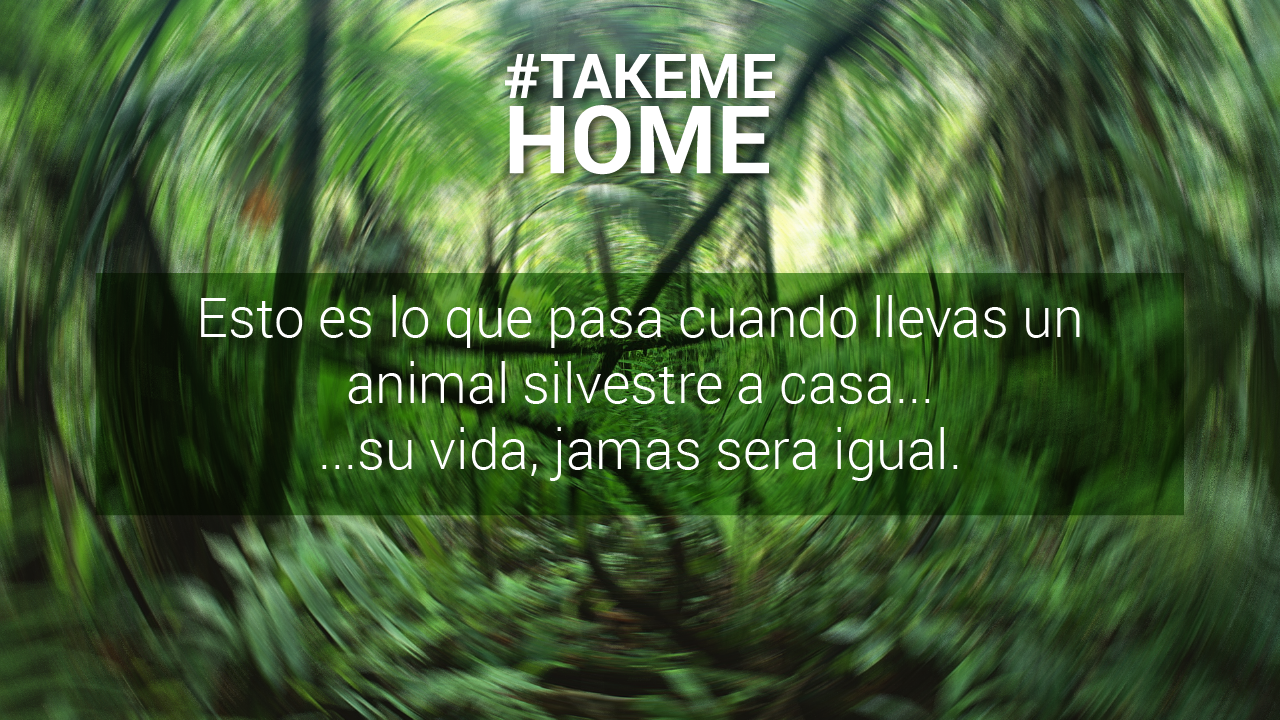 #TAKEME
HOME
Esto es lo que pasa cuando llevas un
animal silvestre a casa...
...su vida, jamas sera igual.